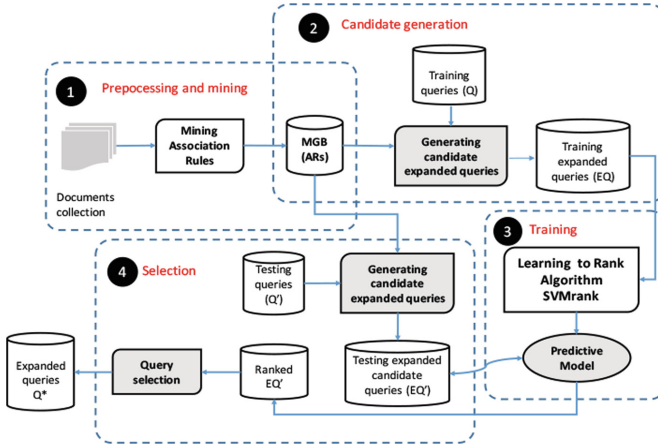 2 Candidate generation
Training
queries (Q)
1 Prepocessing and mining
Mining
Association
Rules
MGB
(ARs)
Generating
candidate
expanded queries
Training
expanded
queries (EQ)
Documents
collection
3 Training
Learning to Rank
Algorithm
SVMrank
Predictive
Model
4 Selection
Testing
queries
(Q')
Generating
candidate
expanded queries
Testing expanded
candidate
queries (EQ')
Ranked
EQ'
Query
selection
Expanded
queries
Q*